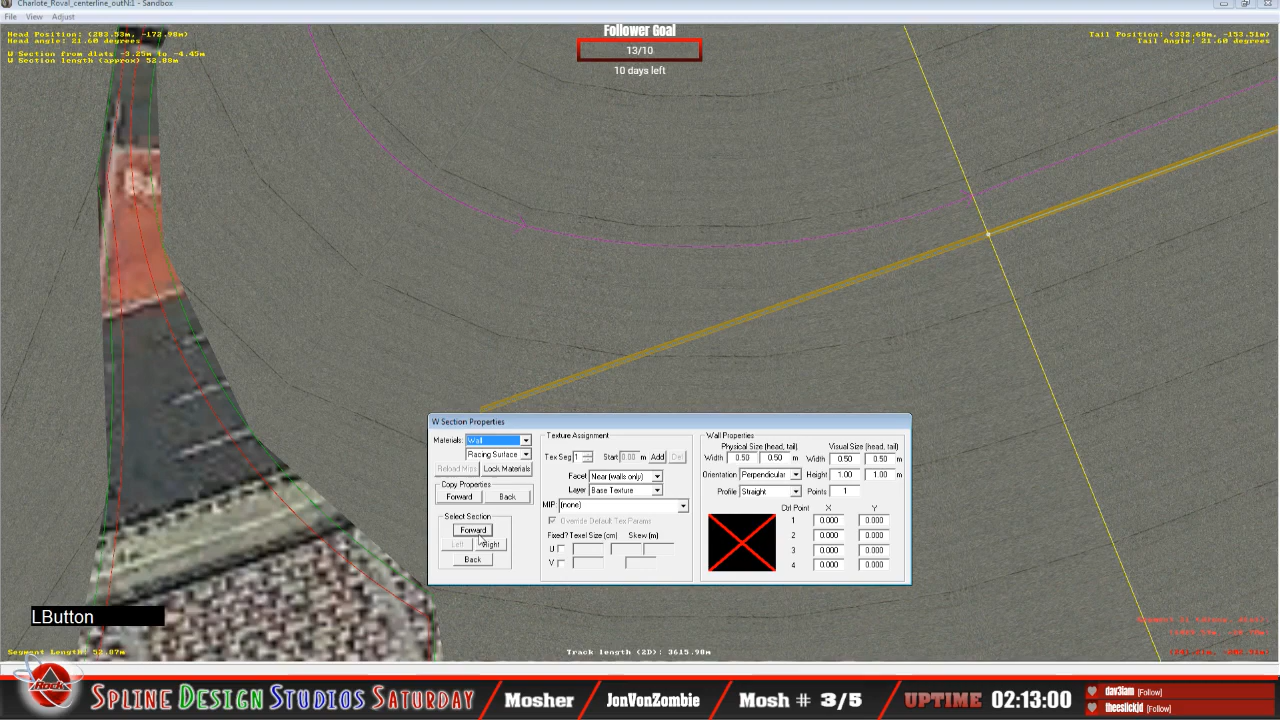 Charlote_Roval_centerline_outN:1 - Sandbox
File View Adjust
Head Position: (283.53m, -172.98m)
Head angle: 21.60 degrees
W Section from dlats -3.25m to -4.45m
W Section length (approx) 52.88m
Follower Goal
13/10
10 days left
Tail Position: (332.68m, -153.51m)
Tail Angle: 21.60 degrees
W Section Properties
Materials: Wall
Racing Surface
Reload Mtls Lock Materials
Copy Properties
Forward Back
Select Section
Forward
Left Right
Back
Texture Assignment
Tex Seg 1 Start 0.00 m Add Del
Facet Near (walls only)
Layer Base Texture
MIP (none)
Override Default Tex Params
Fixed? Texel Size (cm) Skew (m)
U
V
Wall Properties
Physical Size (head, tail) Visual Size (head, tail)
Width 0.50 0.50 m Width 0.50 0.50 m
Orientation Perpendicular Height 1.00 1.00 m
Profile Straight Points 1
Ctrl Point X Y
1 0.000 0.000
2 0.000 0.000
3 0.000 0.000
4 0.000 0.000
LButton
Segment Length: 52.87m
Track length (2D): 3615.90m
Rock
Spline Design Studios Saturday
Mosher
JonVonZombie
Mosh # 3/5
UPTIME 02:13:00
dav3lam [Follow]
theestickjd [Follow]